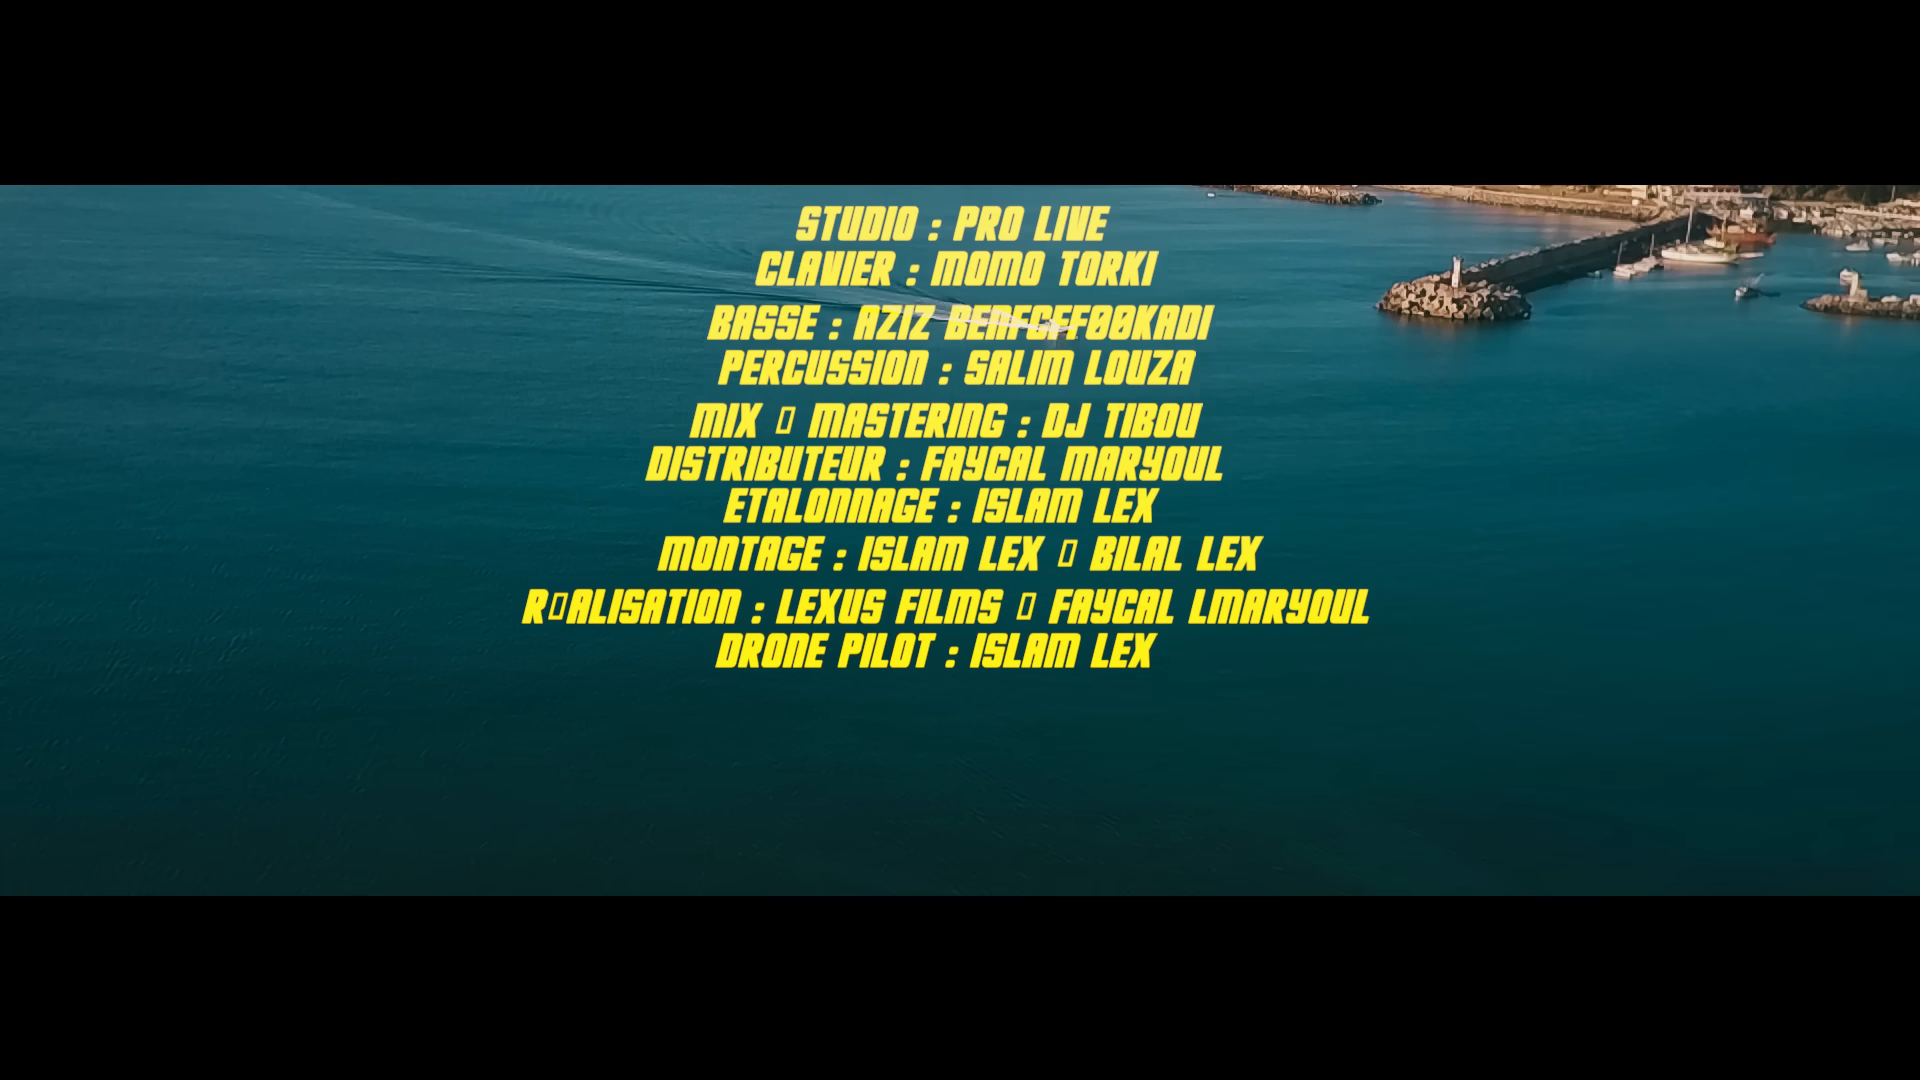 STUDIO : PRO LIVE
CLAVIER : MOMO TORKI
BASSE : AZIZ BENFCFF00KADI
PERCUSSION : SALIM LOUZA
MIX ▯ MASTERING : DJ TIBOU
DISTRIBUTEUR : FAYCAL MARYOUL
ETALONNAGE : ISLAM LEX
MONTAGE : ISLAM LEX ▯ BILAL LEX
R▯ALISATION : LEXUS FILMS ▯ FAYCAL LMARYOUL
DRONE PILOT : ISLAM LEX